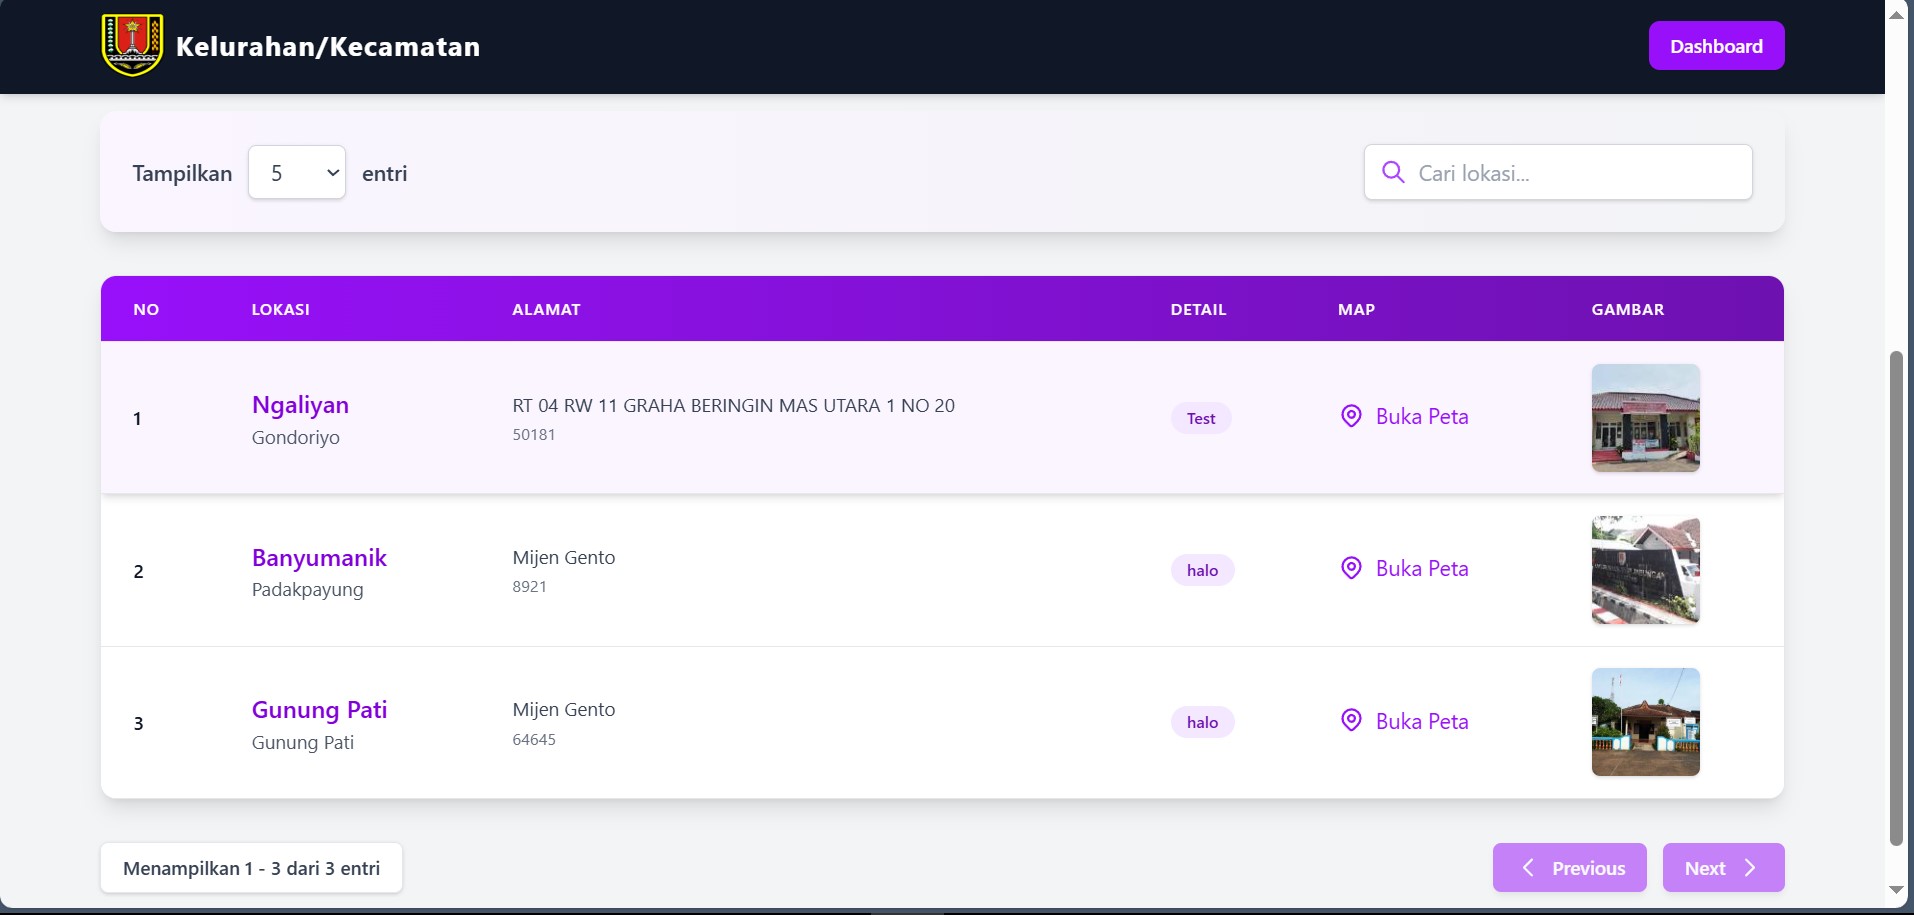 Kelurahan/Kecamatan
Dashboard
Tampilkan 5 entri
Cari lokasi...
NO LOKASI ALAMAT DETAIL MAP GAMBAR
1
Ngaliyan
Gondoriyo
RT 04 RW 11 GRAHA BERINGIN MAS UTARA 1 NO 20
50181
Test
Buka Peta
2
Banyumanik
Padakpayung
Mijen Gento
8921
halo
Buka Peta
3
Gunung Pati
Gunung Pati
Mijen Gento
64645
halo
Buka Peta
Menampilkan 1 - 3 dari 3 entri
Previous
Next